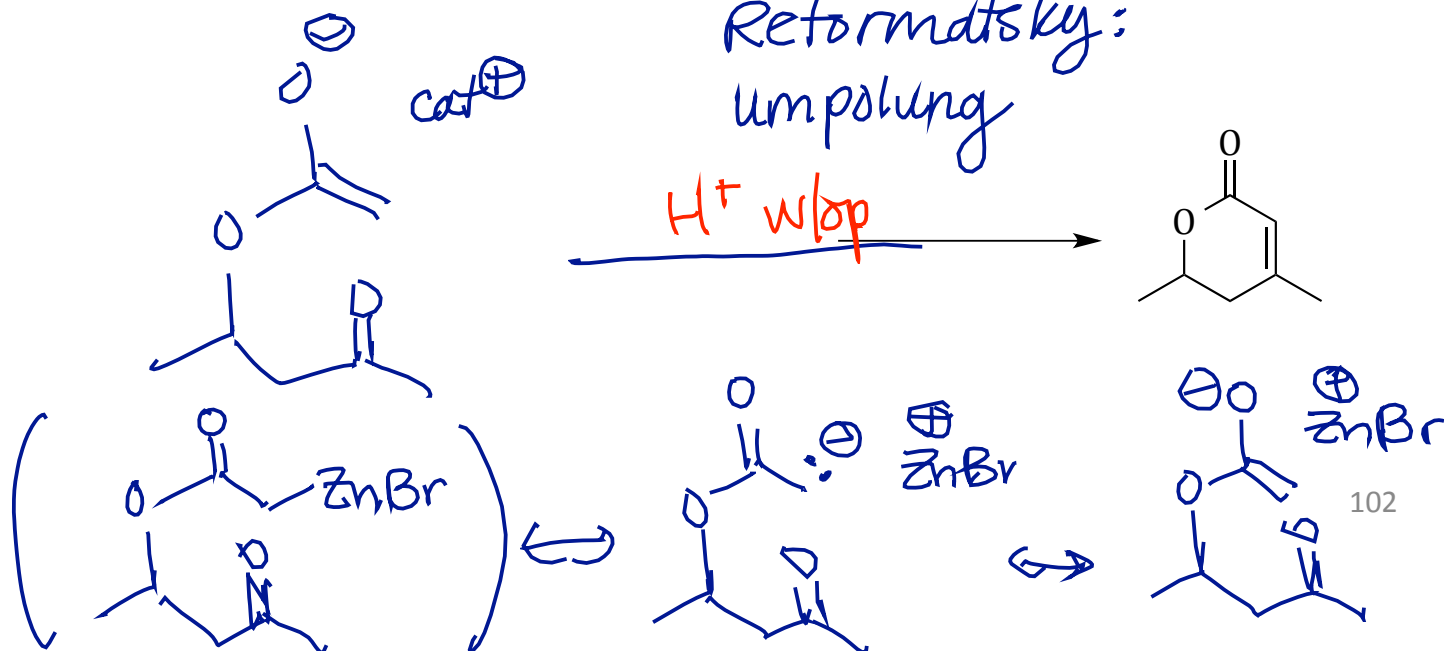 Reformatsky:
umpolung
⊖
O
cat⊕
O
O
H⁺ w/op
O
O
O
O
ZnBr
O
O
⊖
⊕
ZnBr
O
O
⊖O
⊕
ZnBr
O
O
102